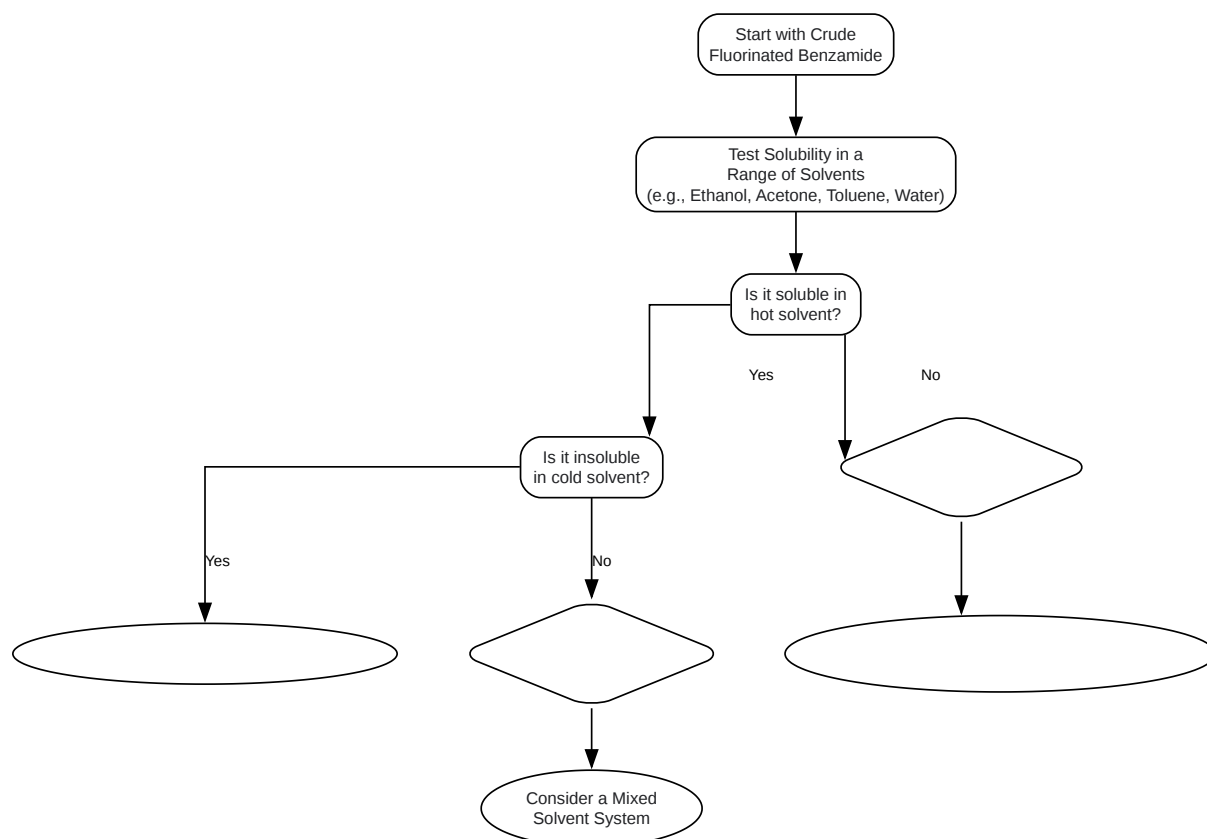 Start with Crude
Fluorinated Benzamide
Test Solubility in a
Range of Solvents
(e.g., Ethanol, Acetone, Toluene, Water)
Is it soluble in
hot solvent?
Yes
No
Is it insoluble
in cold solvent?
Yes
No
Consider a Mixed
Solvent System